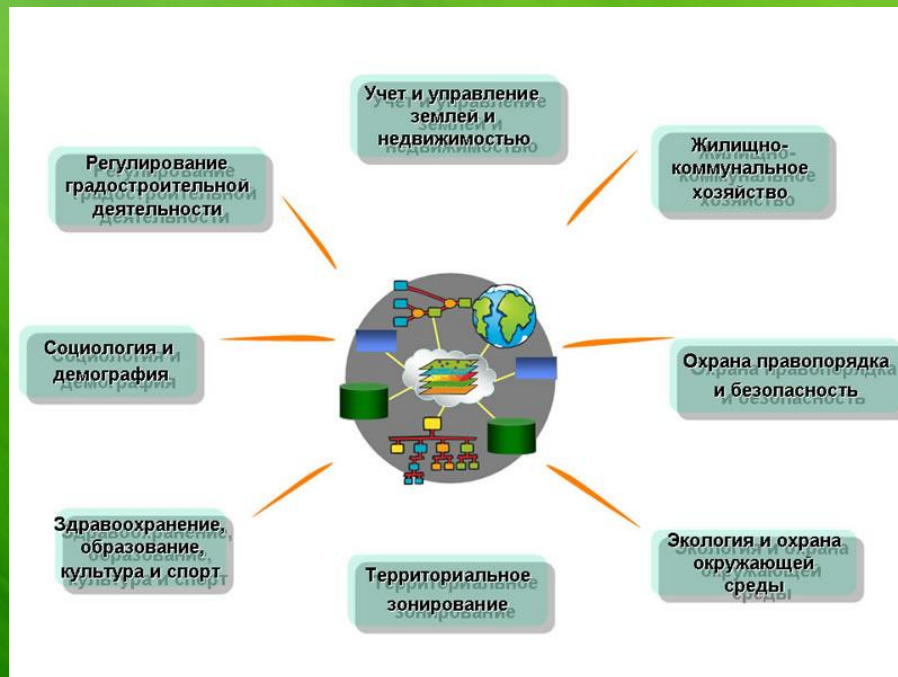 Учет и управление
землей и
недвижимостью
Регулирование
градостроительной
деятельности
Жилищно-
коммунальное
хозяйство
Социология и
демография
Охрана правопорядка
и безопасность
Здравоохранение,
образование,
культура и спорт
Территориальное
зонирование
Экология и охрана
окружающей
среды